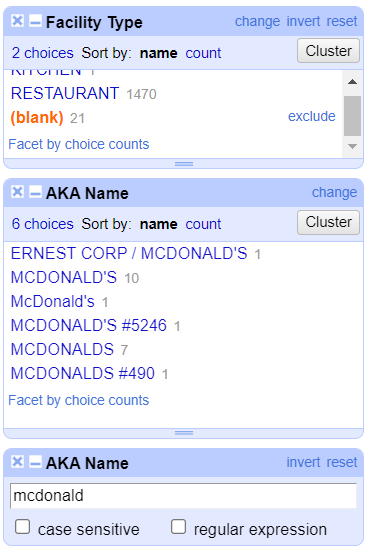 Facility Type change invert reset
2 choices Sort by: name count Cluster
KITCHEN 1
RESTAURANT 1470
(blank) 21 exclude
Facet by choice counts
AKA Name change
6 choices Sort by: name count Cluster
ERNEST CORP / MCDONALD'S 1
MCDONALD'S 10
McDonald's 1
MCDONALD'S #5246 1
MCDONALDS 7
MCDONALDS #490 1
Facet by choice counts
AKA Name invert reset
mcdonald
case sensitive regular expression